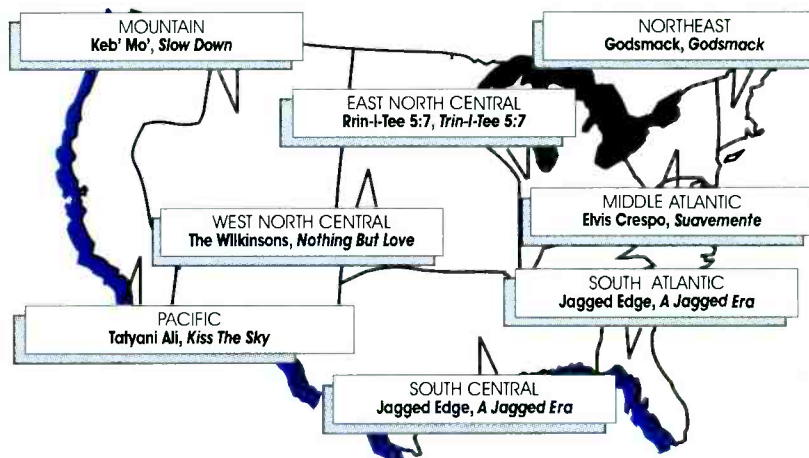 MOUNTAIN
Keb' Mo', Slow Down
NORTHEAST
Godsmack, Godsmack
EAST NORTH CENTRAL
Rrin-I-Tee 5:7, Trin-I-Tee 5:7
MIDDLE ATLANTIC
Elvis Crespo, Suavemente
WEST NORTH CENTRAL
The Wilkinsons, Nothing But Love
SOUTH ATLANTIC
Jagged Edge, A Jagged Era
PACIFIC
Tatyani Ali, Kiss The Sky
SOUTH CENTRAL
Jagged Edge, A Jagged Era